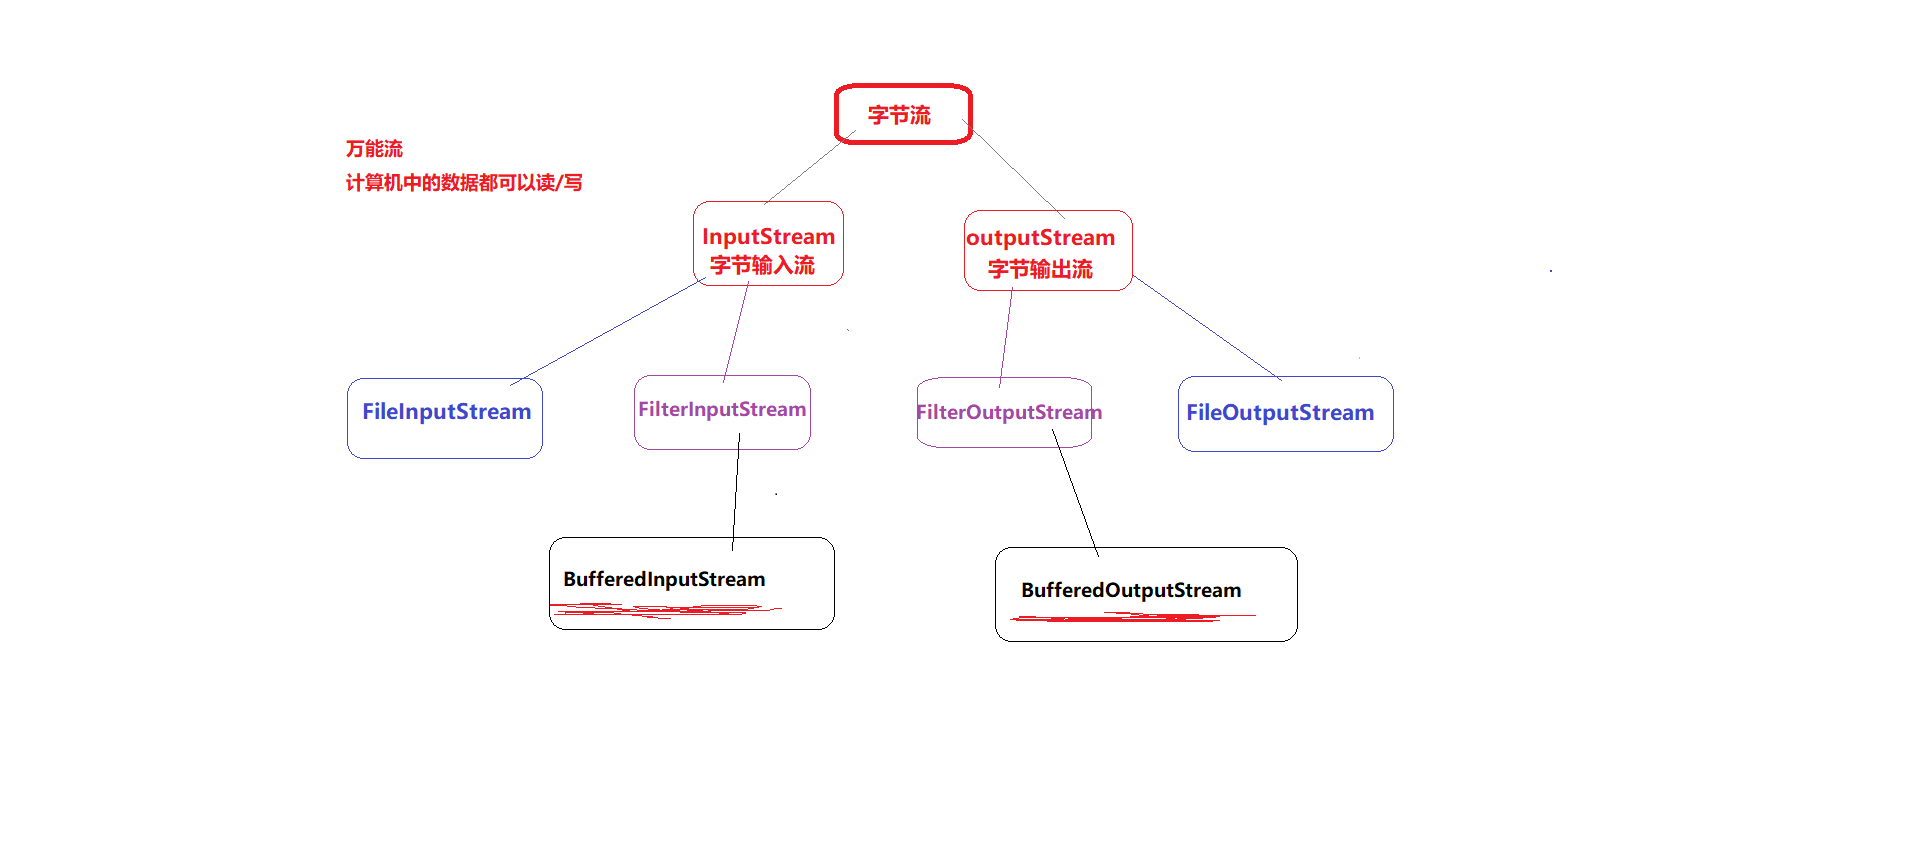 字节流
万能流
计算机中的数据都可以读/写
InputStream
字节输入流
outputStream
字节输出流
FileInputStream
FilterInputStream
FilterOutputStream
FileOutputStream
BufferedInputStream
BufferedOutputStream